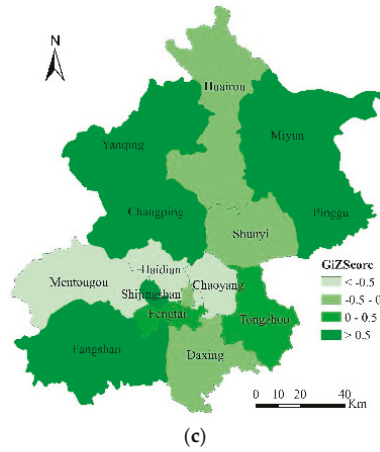 N
Huairou
Yanqing
Miyun
Changping
Pinggu
Shunyi
GiZScore
< -0.5
-0.5 - 0
0 - 0.5
> 0.5
Haidian
Mentougou
Chaoyang
Shijingshan
Fengtai
Tongzhou
Fangshan
Daxing
0 10 20 40
Km
(c)